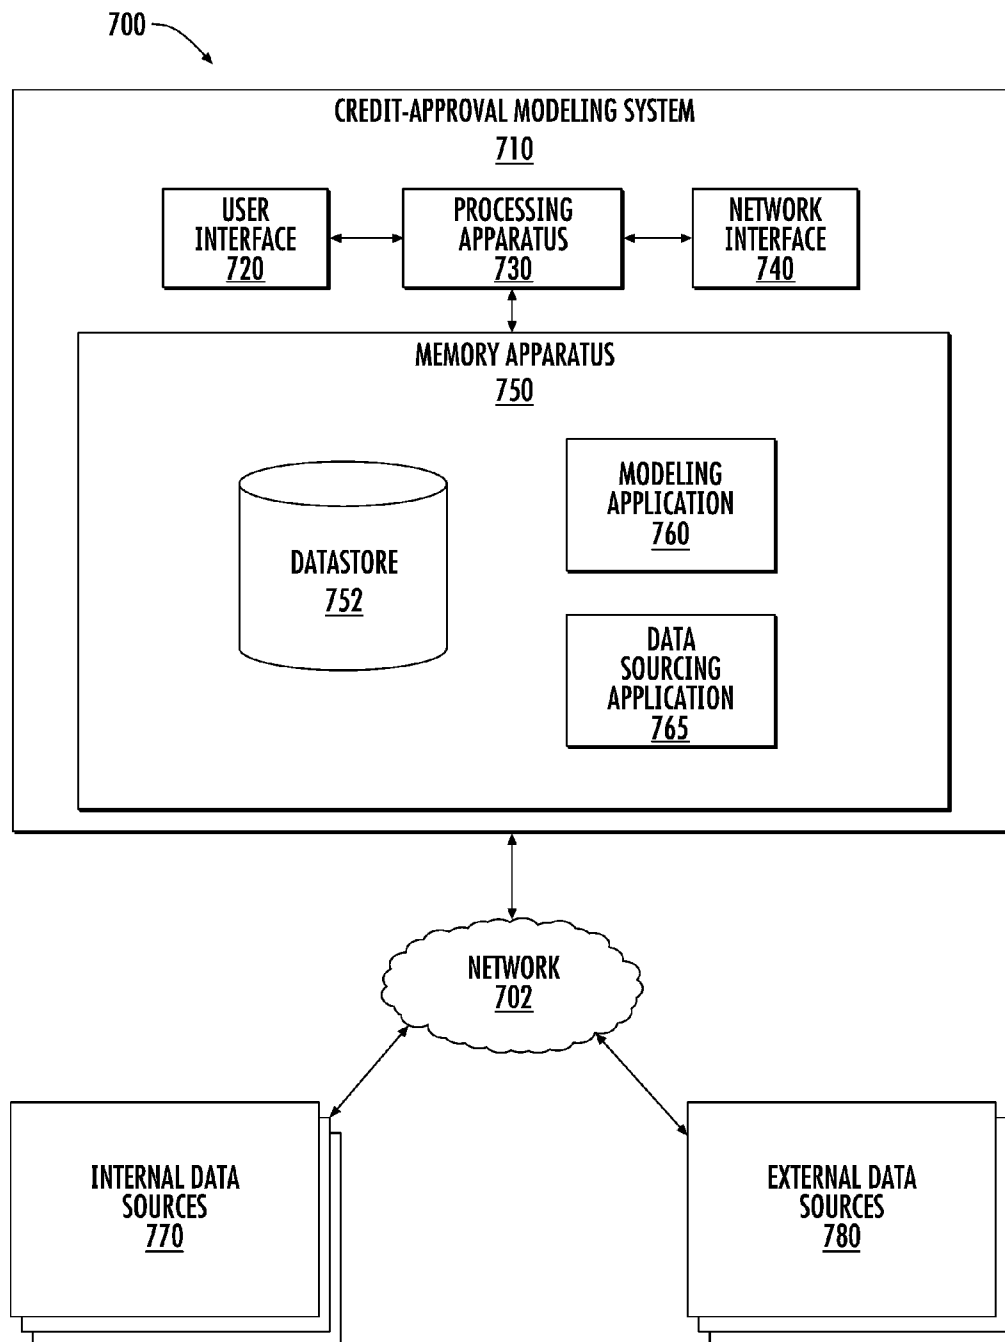 700
CREDIT-APPROVAL MODELING SYSTEM
710
USER
INTERFACE
720
PROCESSING
APPARATUS
730
NETWORK
INTERFACE
740
MEMORY APPARATUS
750
DATASTORE
752
MODELING
APPLICATION
760
DATA
SOURCING
APPLICATION
765
NETWORK
702
INTERNAL DATA
SOURCES
770
EXTERNAL DATA
SOURCES
780